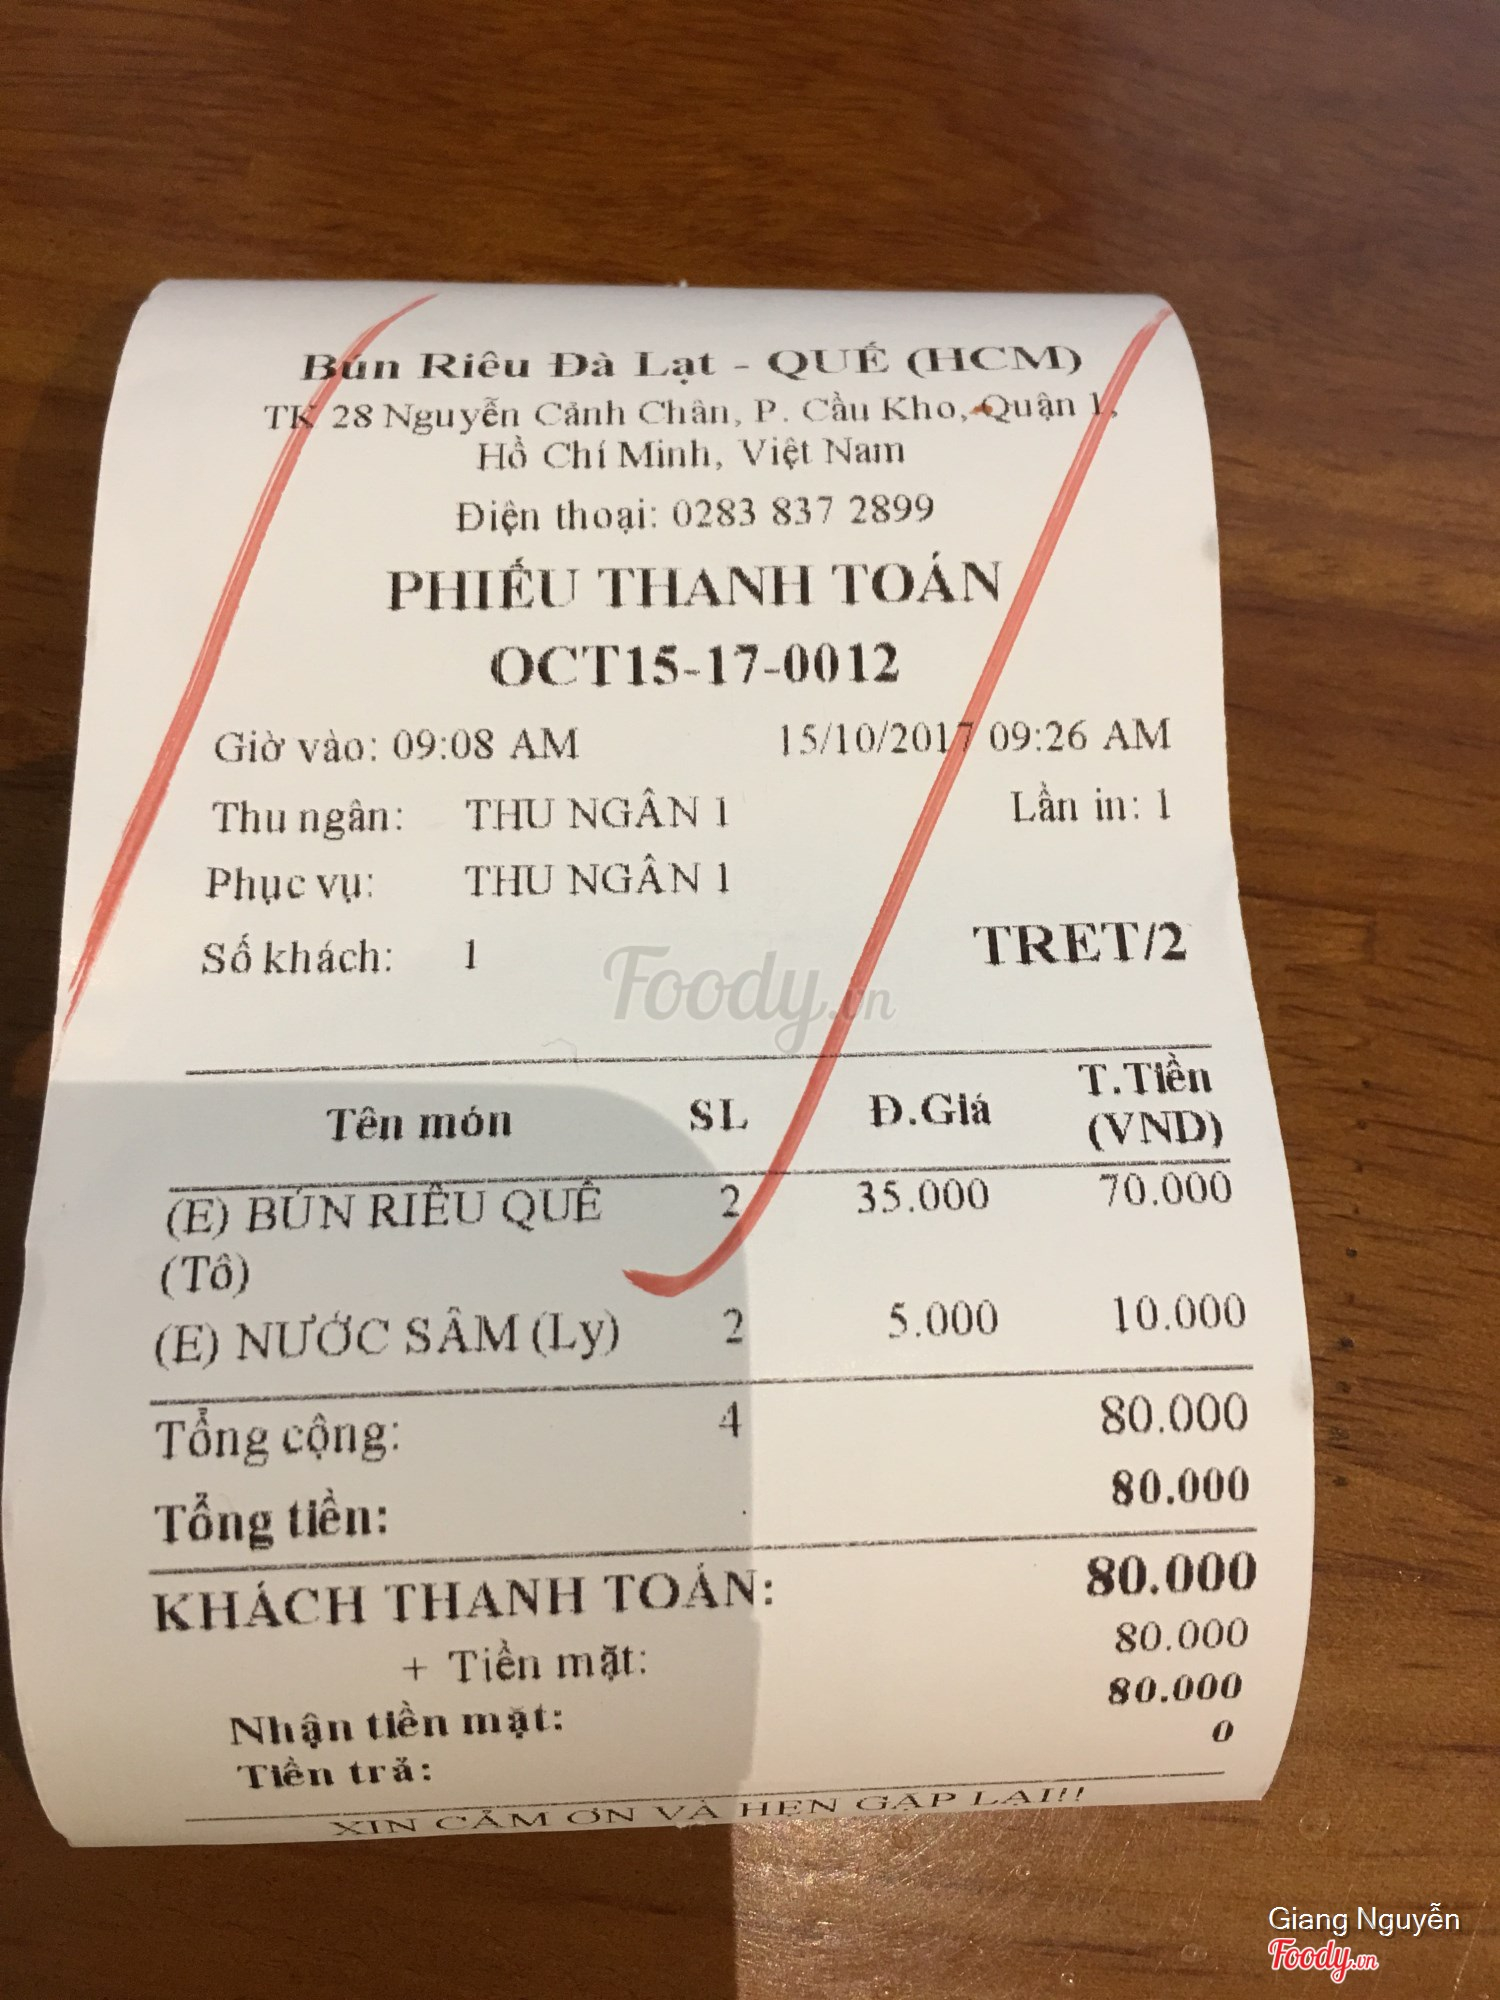 Bún Riêu Đà Lạt - QUẾ (HCM)
TK 28 Nguyễn Cảnh Chân, P. Cầu Kho, Quận 1,
Hồ Chí Minh, Việt Nam
Điện thoại: 0283 837 2899
PHIẾU THANH TOÁN
OCT15-17-0012
Giờ vào: 09:08 AM 15/10/2017 09:26 AM
Thu ngân: THU NGÂN 1 Lần in: 1
Phục vụ: THU NGÂN 1
Số khách: 1 TRET/2
Foody.vn
Tên món SL Đ.Giá T.Tiền (VND)
(E) BÚN RIÊU QUẾ 2 35.000 70.000
(Tô)
(E) NƯỚC SÂM (Ly) 2 5.000 10.000
Tổng cộng: 4 80.000
Tổng tiền: 80.000
KHÁCH THANH TOÁN: 80.000
+ Tiền mặt: 80.000
Nhận tiền mặt: 80.000
Tiền trả: 0
XIN CẢM ƠN VÀ HẸN GẶP LẠI!!
Giang Nguyễn
Foody.vn